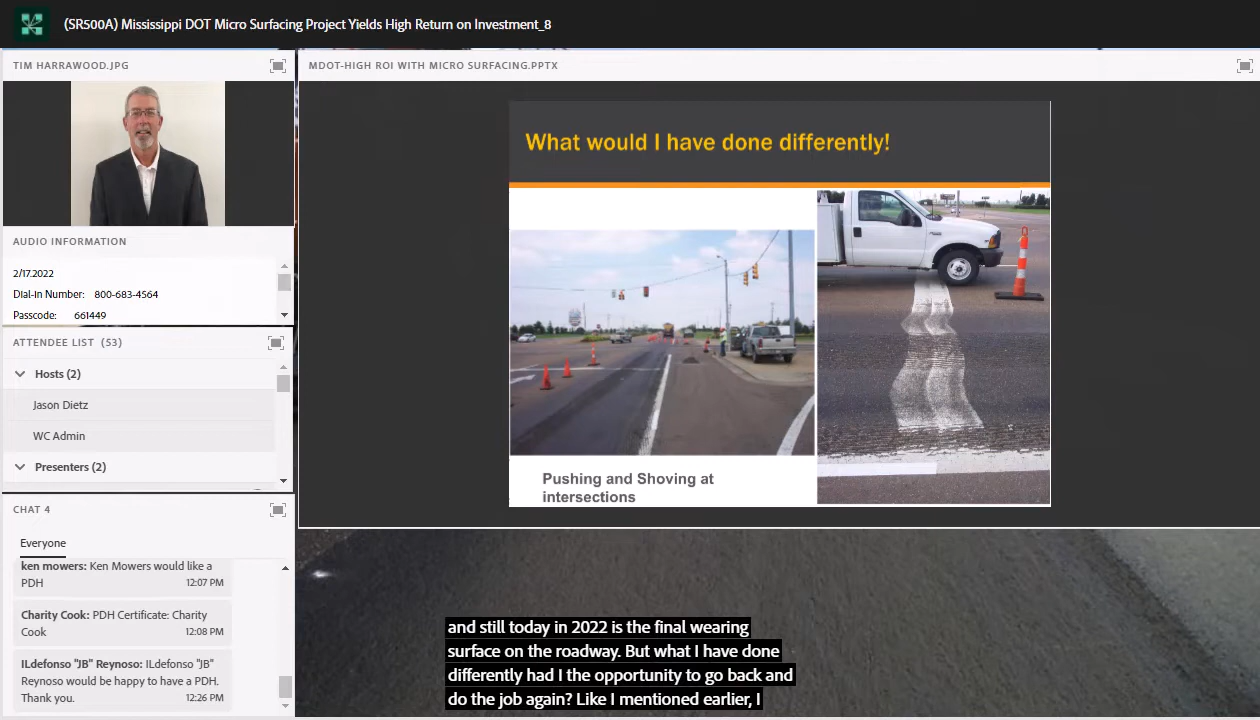 (SR500A) Mississippi DOT Micro Surfacing Project Yields High Return on Investment_8
TIM HARRAWOOD.JPG
AUDIO INFORMATION
2/17.2022
Dial-In Number: 800-683-4564
Passcode: 661449
ATTENDEE LIST (53)
Hosts (2)
Jason Dietz
WC Admin
Presenters (2)
CHAT 4
Everyone
ken mowers: Ken Mowers would like a
PDH
12:07 PM
Charity Cook: PDH Certificate: Charity
Cook
12:08 PM
ILdefonso "JB" Reynoso: ILdefonso "JB"
Reynoso would be happy to have a PDH.
Thank you.
12:26 PM
MDOT-HIGH ROI WITH MICRO SURFACING.PPTX
What would I have done differently!
Pushing and Shoving at
intersections
and still today in 2022 is the final wearing
surface on the roadway. But what I have done
differently had I the opportunity to go back and
do the job again? Like I mentioned earlier, I